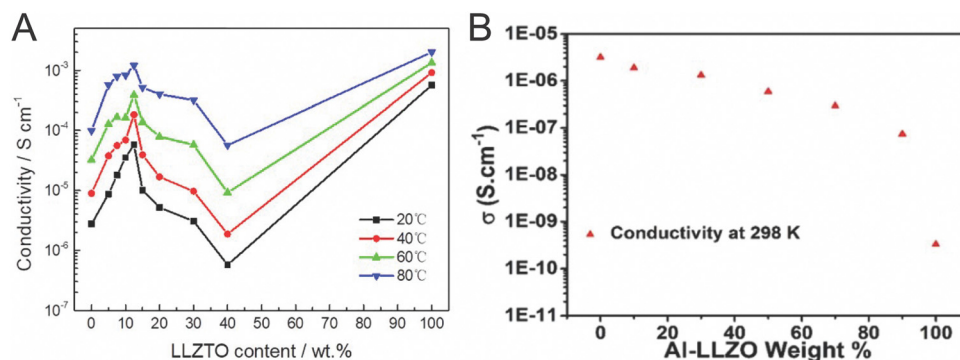 A
Conductivity / S cm⁻¹
10⁻³
10⁻⁴
10⁻⁵
10⁻⁶
10⁻⁷
20℃
40℃
60℃
80℃
0 10 20 30 40 50 60 70 80 90 100
LLZTO content / wt.%
B
σ (S.cm⁻¹)
1E-05
1E-06
1E-07
1E-08
1E-09
1E-10
1E-11
Conductivity at 298 K
0 20 40 60 80 100
Al-LLZO Weight %